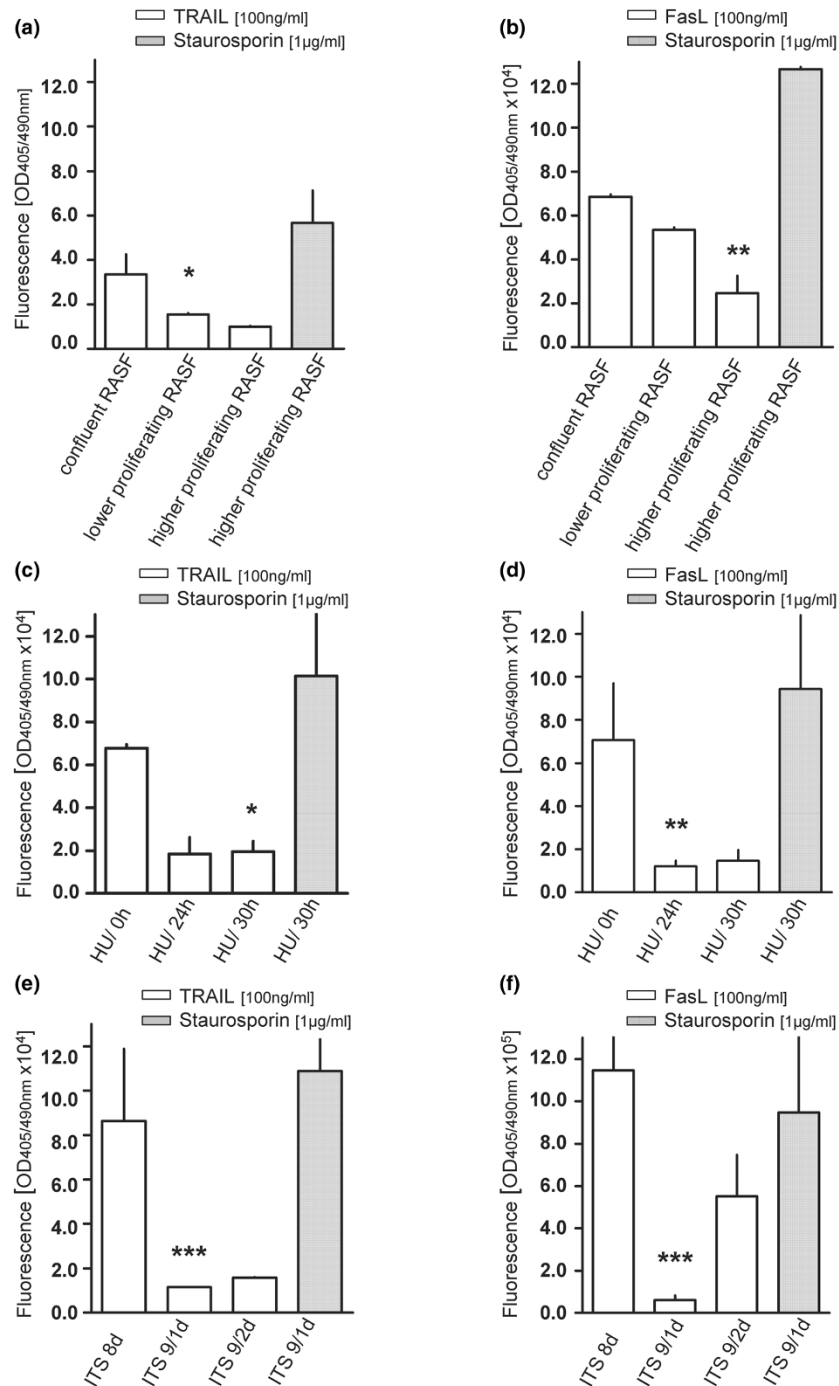 (a)
TRAIL [100ng/ml]
Staurosporin [1µg/ml]
Fluorescence [OD405/490nm]
12.0
10.0
8.0
6.0
4.0
2.0
0.0
*
confluent RASF
lower proliferating RASF
higher proliferating RASF
higher proliferating RASF
(b)
FasL [100ng/ml]
Staurosporin [1µg/ml]
Fluorescence [OD405/490nm x10⁴]
12.0
10.0
8.0
6.0
4.0
2.0
0.0
**
confluent RASF
lower proliferating RASF
higher proliferating RASF
higher proliferating RASF
(c)
TRAIL [100ng/ml]
Staurosporin [1µg/ml]
Fluorescence [OD405/490nm x10⁴]
12.0
10.0
8.0
6.0
4.0
2.0
0.0
*
HU/ 0h
HU/ 24h
HU/ 30h
HU/ 30h
(d)
FasL [100ng/ml]
Staurosporin [1µg/ml]
Fluorescence [OD405/490nm x10⁴]
12.0
10.0
8.0
6.0
4.0
2.0
0.0
**
HU/ 0h
HU/ 24h
HU/ 30h
HU/ 30h
(e)
TRAIL [100ng/ml]
Staurosporin [1µg/ml]
Fluorescence [OD405/490nm x10⁴]
12.0
10.0
8.0
6.0
4.0
2.0
0.0
***
ITS 8d
ITS 9/1d
ITS 9/2d
ITS 9/1d
(f)
FasL [100ng/ml]
Staurosporin [1µg/ml]
Fluorescence [OD405/490nm x10⁵]
12.0
10.0
8.0
6.0
4.0
2.0
0.0
***
ITS 8d
ITS 9/1d
ITS 9/2d
ITS 9/1d